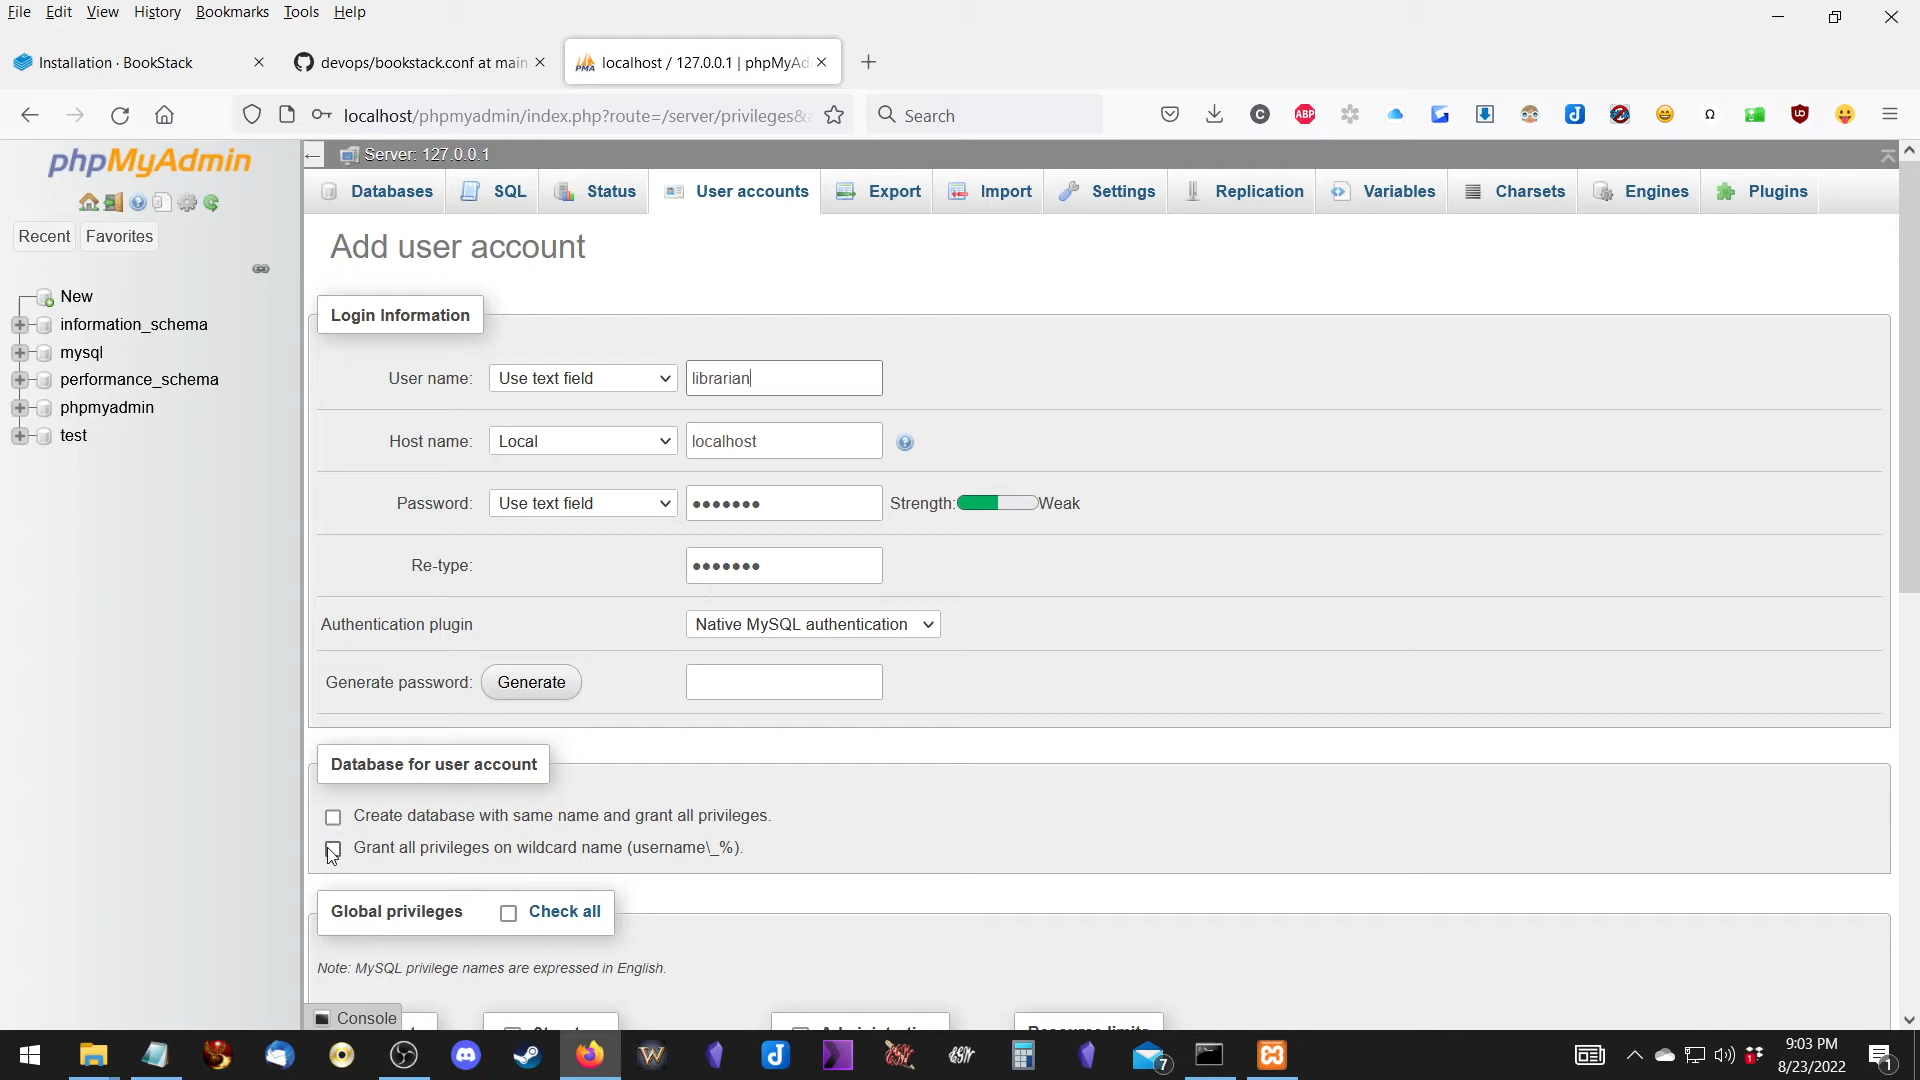 File Edit View History Bookmarks Tools Help
Installation · BookStack
devops/bookstack.conf at main
localhost / 127.0.0.1 | phpMyAd
localhost/phpmyadmin/index.php?route=/server/privileges&
Search
phpMyAdmin
Recent Favorites
New
information_schema
mysql
performance_schema
phpmyadmin
test
Server: 127.0.0.1
Databases SQL Status User accounts Export Import Settings Replication Variables Charsets Engines Plugins
Add user account
Login Information
User name: Use text field librarian
Host name: Local localhost
Password: Use text field ●●●●●●● Strength: Weak
Re-type: ●●●●●●●
Authentication plugin Native MySQL authentication
Generate password: Generate
Database for user account
Create database with same name and grant all privileges.
Grant all privileges on wildcard name (username\_%).
Global privileges Check all
Note: MySQL privilege names are expressed in English.
Console
9:03 PM
8/23/2022